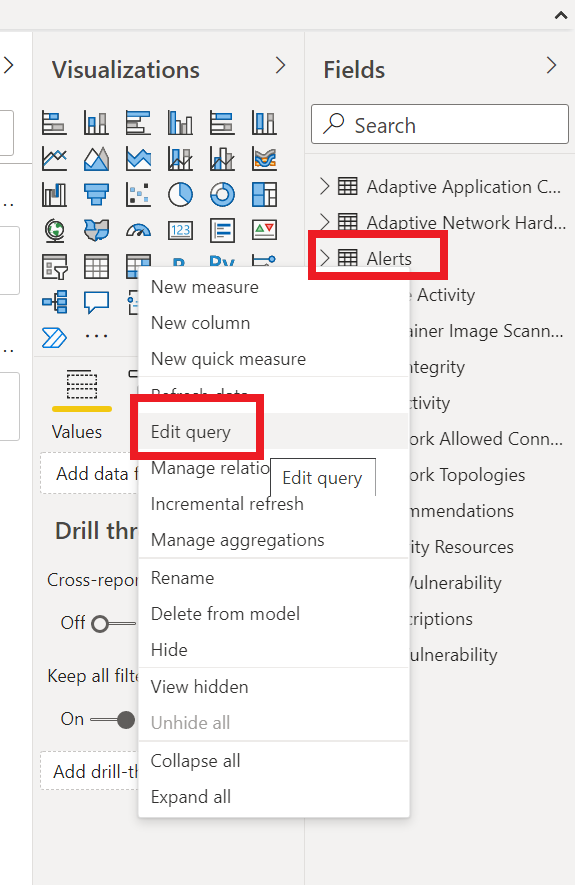 Visualizations
Fields
Search
Adaptive Application C...
Adaptive Network Hard...
Alerts
Activity
ainer Image Scann...
ntegrity
ctivity
ork Allowed Conn...
ork Topologies
mmendations
ity Resources
Vulnerability
criptions
ulnerability
123
New measure
New column
New quick measure
Refresh data
Edit query
Manage relatio
Edit query
Incremental refresh
Manage aggregations
Rename
Delete from model
Hide
View hidden
Unhide all
Collapse all
Expand all
Values
Add data f
Drill thr
Cross-repor
Off
Keep all filte
On
Add drill-th